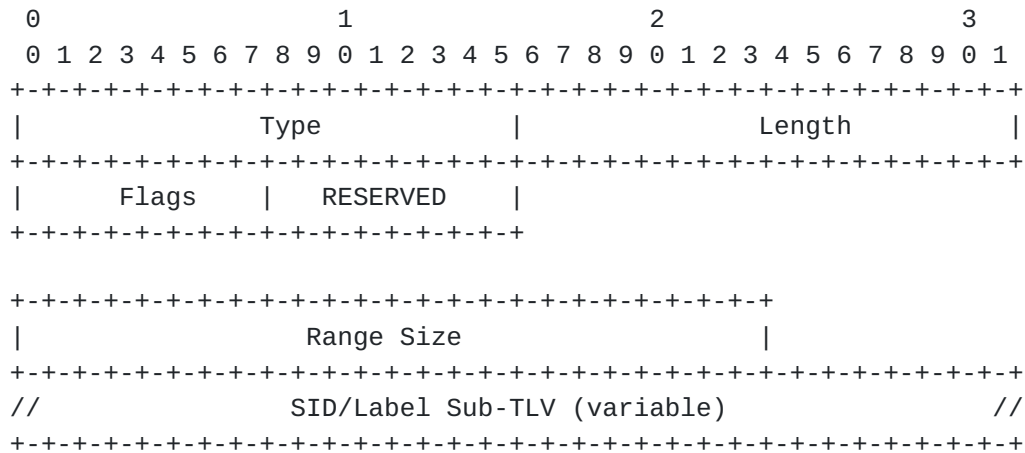 0                   1                   2                   3
 0 1 2 3 4 5 6 7 8 9 0 1 2 3 4 5 6 7 8 9 0 1 2 3 4 5 6 7 8 9 0 1
+-+-+-+-+-+-+-+-+-+-+-+-+-+-+-+-+-+-+-+-+-+-+-+-+-+-+-+-+-+-+-+-+
|               Type            |               Length          |
+-+-+-+-+-+-+-+-+-+-+-+-+-+-+-+-+-+-+-+-+-+-+-+-+-+-+-+-+-+-+-+-+
|      Flags    |   RESERVED    |
+-+-+-+-+-+-+-+-+-+-+-+-+-+-+-+-+

+-+-+-+-+-+-+-+-+-+-+-+-+-+-+-+-+-+-+-+-+-+-+-+-+
|                  Range Size                   |
+-+-+-+-+-+-+-+-+-+-+-+-+-+-+-+-+-+-+-+-+-+-+-+-+-+-+-+-+-+-+-+-+
//                SID/Label Sub-TLV (variable)                 //
+-+-+-+-+-+-+-+-+-+-+-+-+-+-+-+-+-+-+-+-+-+-+-+-+-+-+-+-+-+-+-+-+